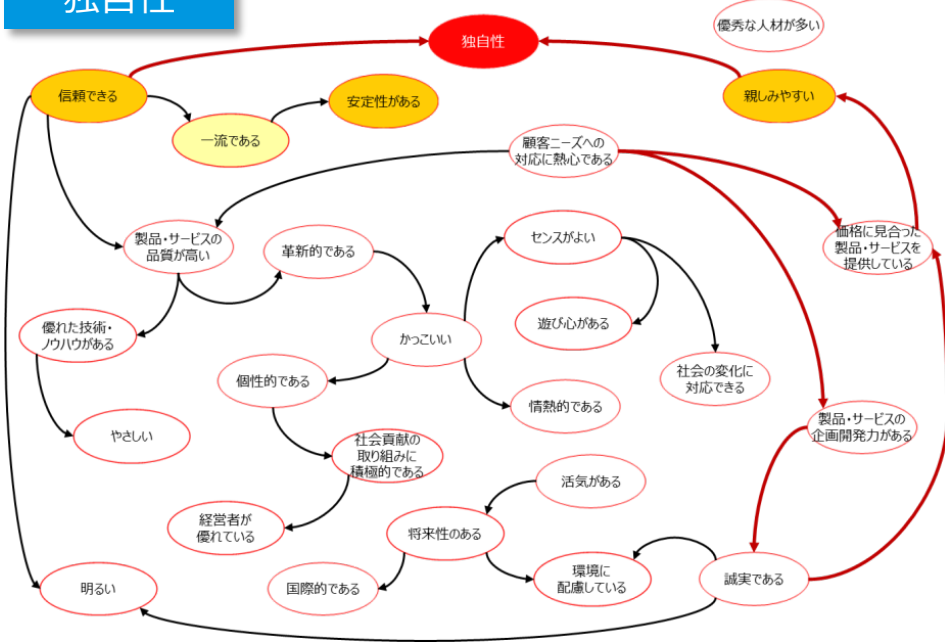 独自性
独自性
優秀な人材が多い
信頼できる
安定性がある
親しみやすい
一流である
顧客ニーズへの
対応に熱心である
製品・サービスの
品質が高い
革新的である
センスがよい
価格に見合った
製品・サービスを
提供している
優れた技術・
ノウハウがある
かっこいい
遊び心がある
個性的である
社会の変化に
対応できる
情熱的である
やさしい
社会貢献の
取り組みに
積極的である
製品・サービスの
企画開発力がある
活気がある
経営者が
優れている
将来性のある
明るい
国際的である
環境に
配慮している
誠実である